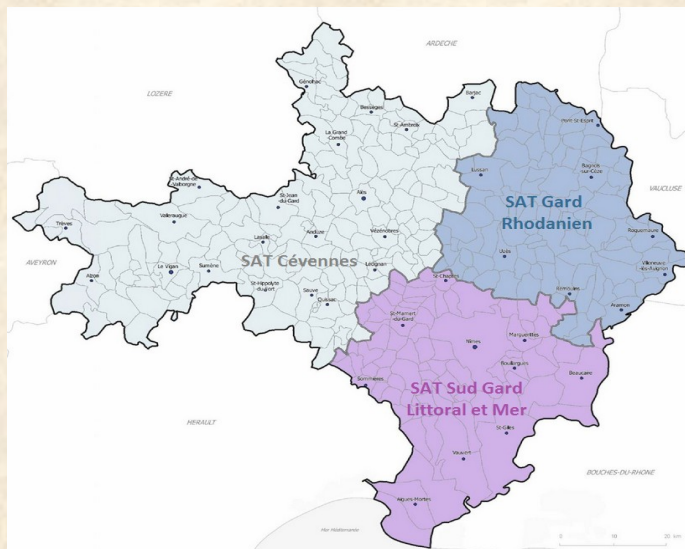 ARDECHE
LOZERE
Génolhac
Barjac
Bessèges
St-Ambroix
Pont-St-Esprit
La Grand
Combe
Bagnols
sur-Cèze
Lussan
St-André-de
Valborgne
St-Jean
du-Gard
Alès
VAUCLUSE
SAT Gard
Rhodanien
Valleraugue
Trèves
Lasalle
Anduze
Vézénobres
Roquemaure
Uzès
AVEYRON
SAT Cévennes
Villeneuve
lès-Avignon
Le Vigan
Sumène
Lédignan
Alzon
St-Hippolyte
du-Fort
Sauve
Quissac
St-Chaptes
Remoulins
Aramon
St-Mamert
du-Gard
Marguerittes
Nîmes
Bouillargues
Beaucaire
Sommières
SAT Sud Gard
Littoral et Mer
HERAULT
St-Gilles
Vauvert
BOUCHES-DU-RHONE
Aigues-Mortes
Mer Méditerranée
0 10 20 km